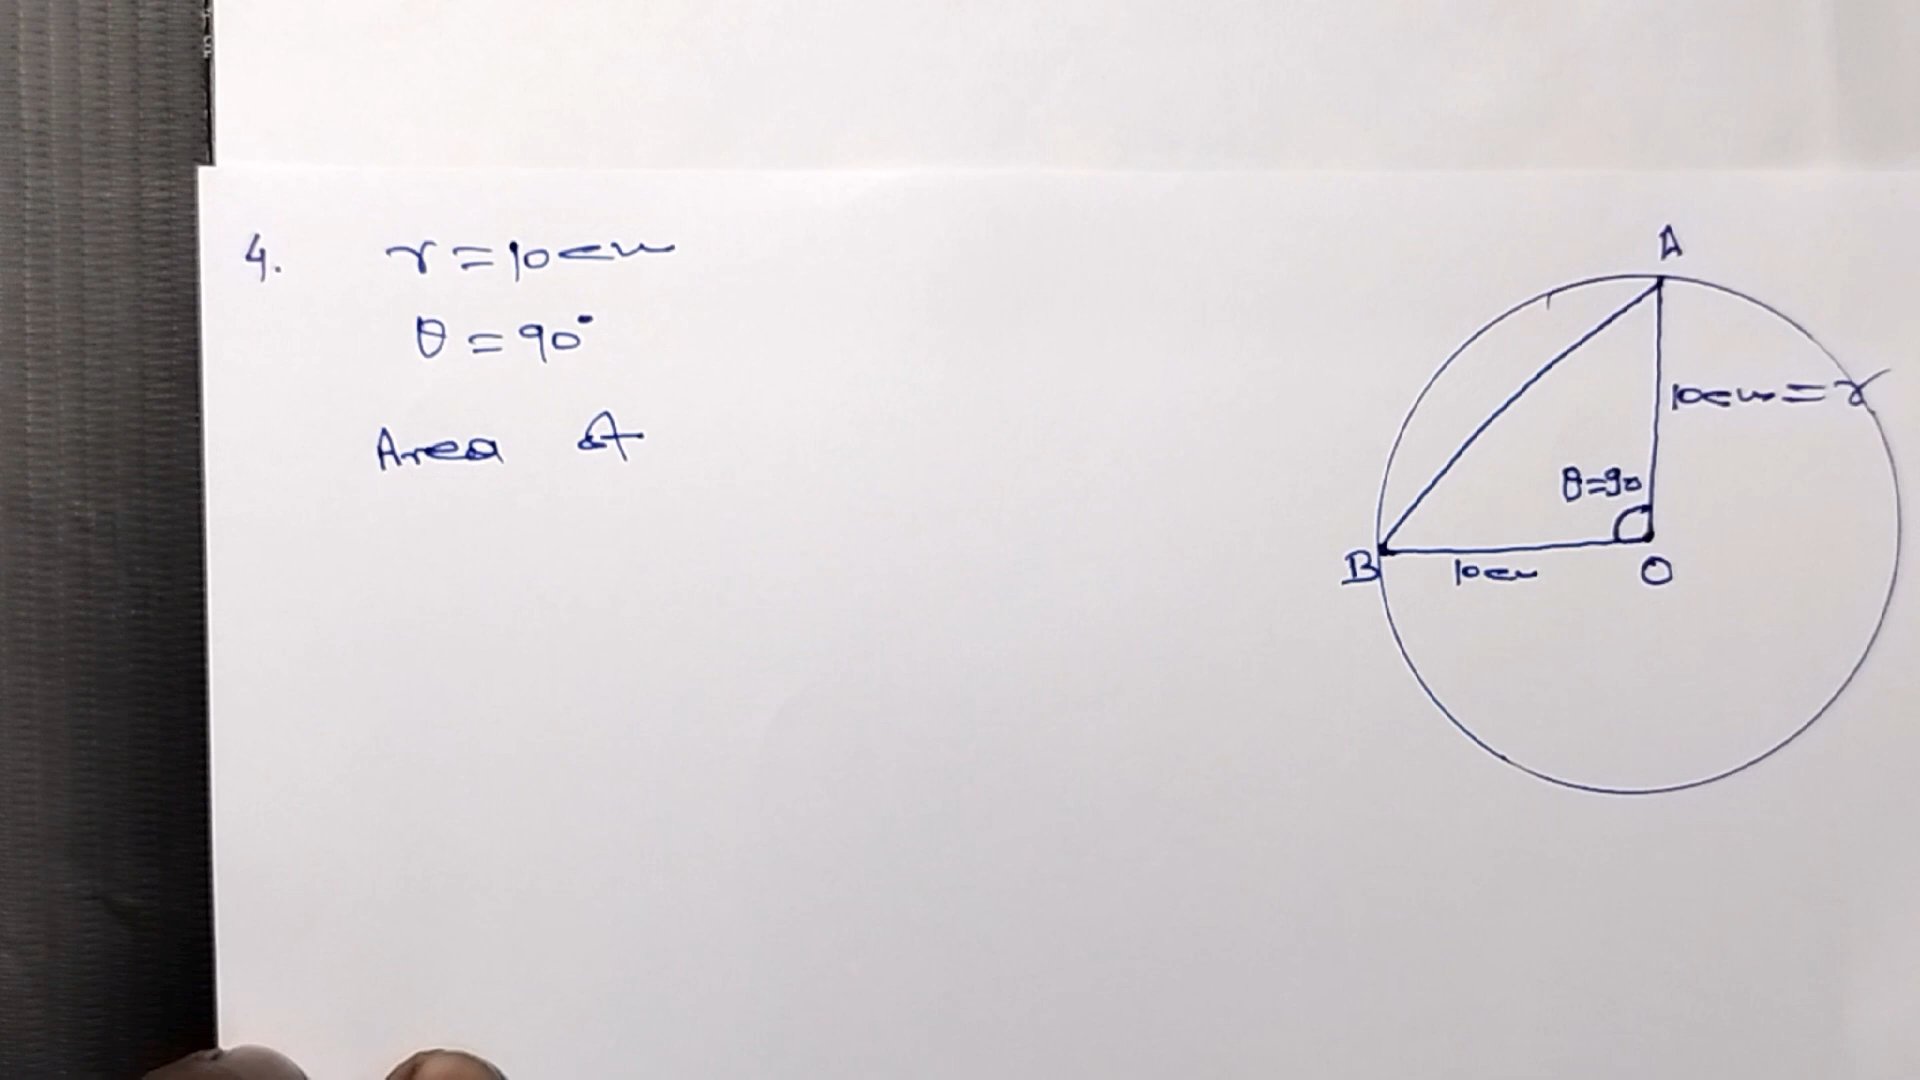 4. r = 10cm
θ = 90°
Area of
A
10cm = r
θ=90
B
10cm
O